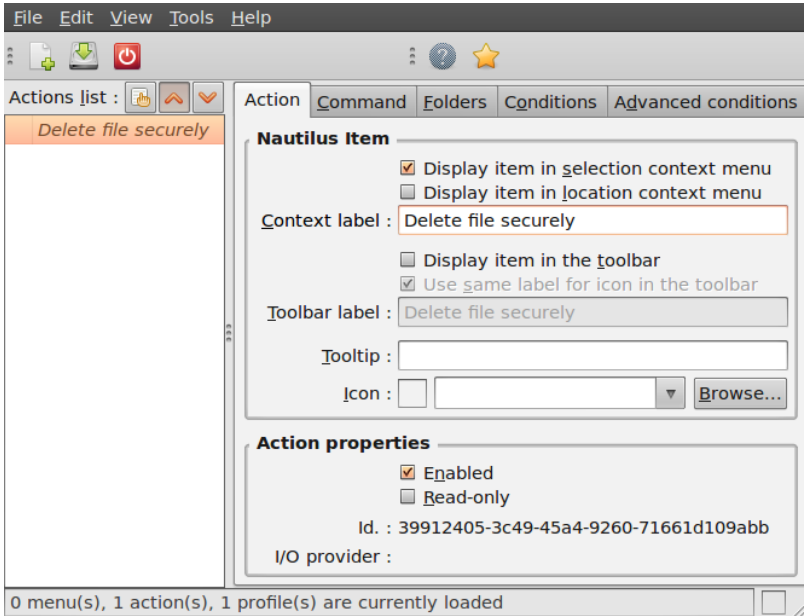 File Edit View Tools Help
Actions list :
Delete file securely
Action Command Folders Conditions Advanced conditions
Nautilus Item
Display item in selection context menu
Display item in location context menu
Context label : Delete file securely
Display item in the toolbar
Use same label for icon in the toolbar
Toolbar label : Delete file securely
Tooltip :
Icon : Browse...
Action properties
Enabled
Read-only
Id. : 39912405-3c49-45a4-9260-71661d109abb
I/O provider :
0 menu(s), 1 action(s), 1 profile(s) are currently loaded